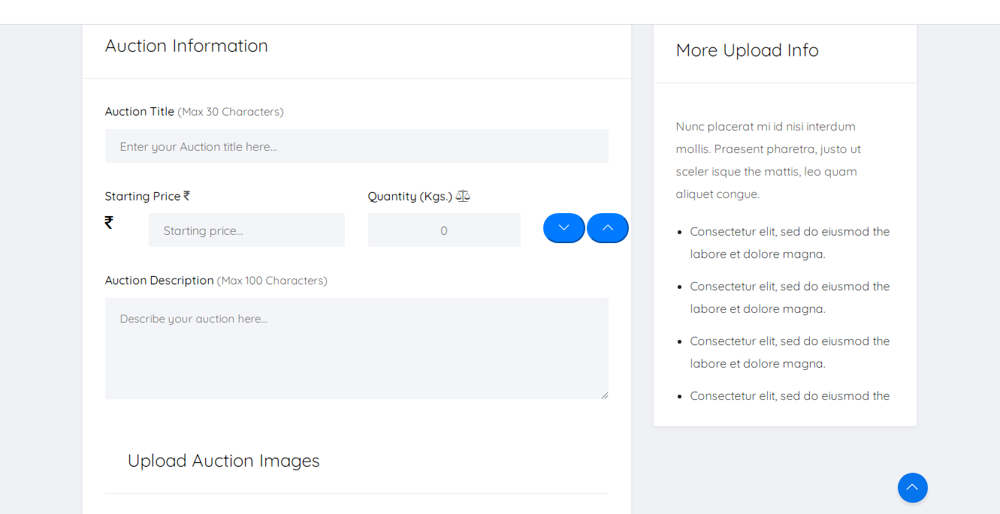 Auction Information
Auction Title (Max 30 Characters)
Enter your Auction title here...
Starting Price ₹
Quantity (Kgs.)
₹
Starting price...
0
Auction Description (Max 100 Characters)
Describe your auction here...
Upload Auction Images
More Upload Info
Nunc placerat mi id nisi interdum
mollis. Praesent pharetra, justo ut
sceler isque the mattis, leo quam
aliquet congue.
Consectetur elit, sed do eiusmod the
labore et dolore magna.
Consectetur elit, sed do eiusmod the
labore et dolore magna.
Consectetur elit, sed do eiusmod the
labore et dolore magna.
Consectetur elit, sed do eiusmod the